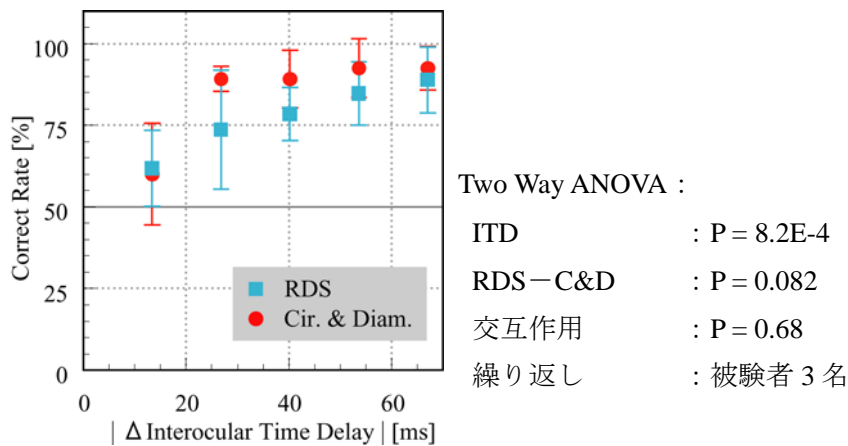 100
75
50
25
0
Correct Rate [%]
RDS
Cir. & Diam.
0 20 40 60
| Δ Interocular Time Delay | [ms]
Two Way ANOVA :
ITD : P = 8.2E-4
RDS－C&D : P = 0.082
交互作用 : P = 0.68
繰り返し : 被験者 3 名